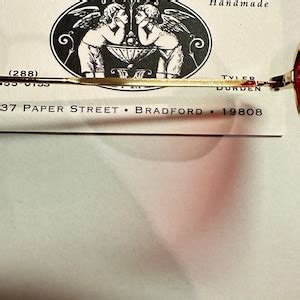 Handmade
(288)
Tyler
Durden
37 Paper Street • Bradford • 19808